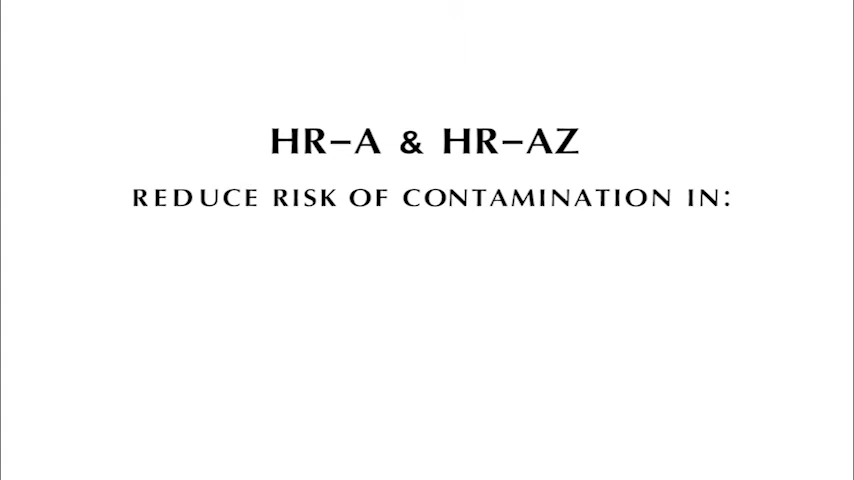 HR–A & HR–AZ
REDUCE RISK OF CONTAMINATION IN: